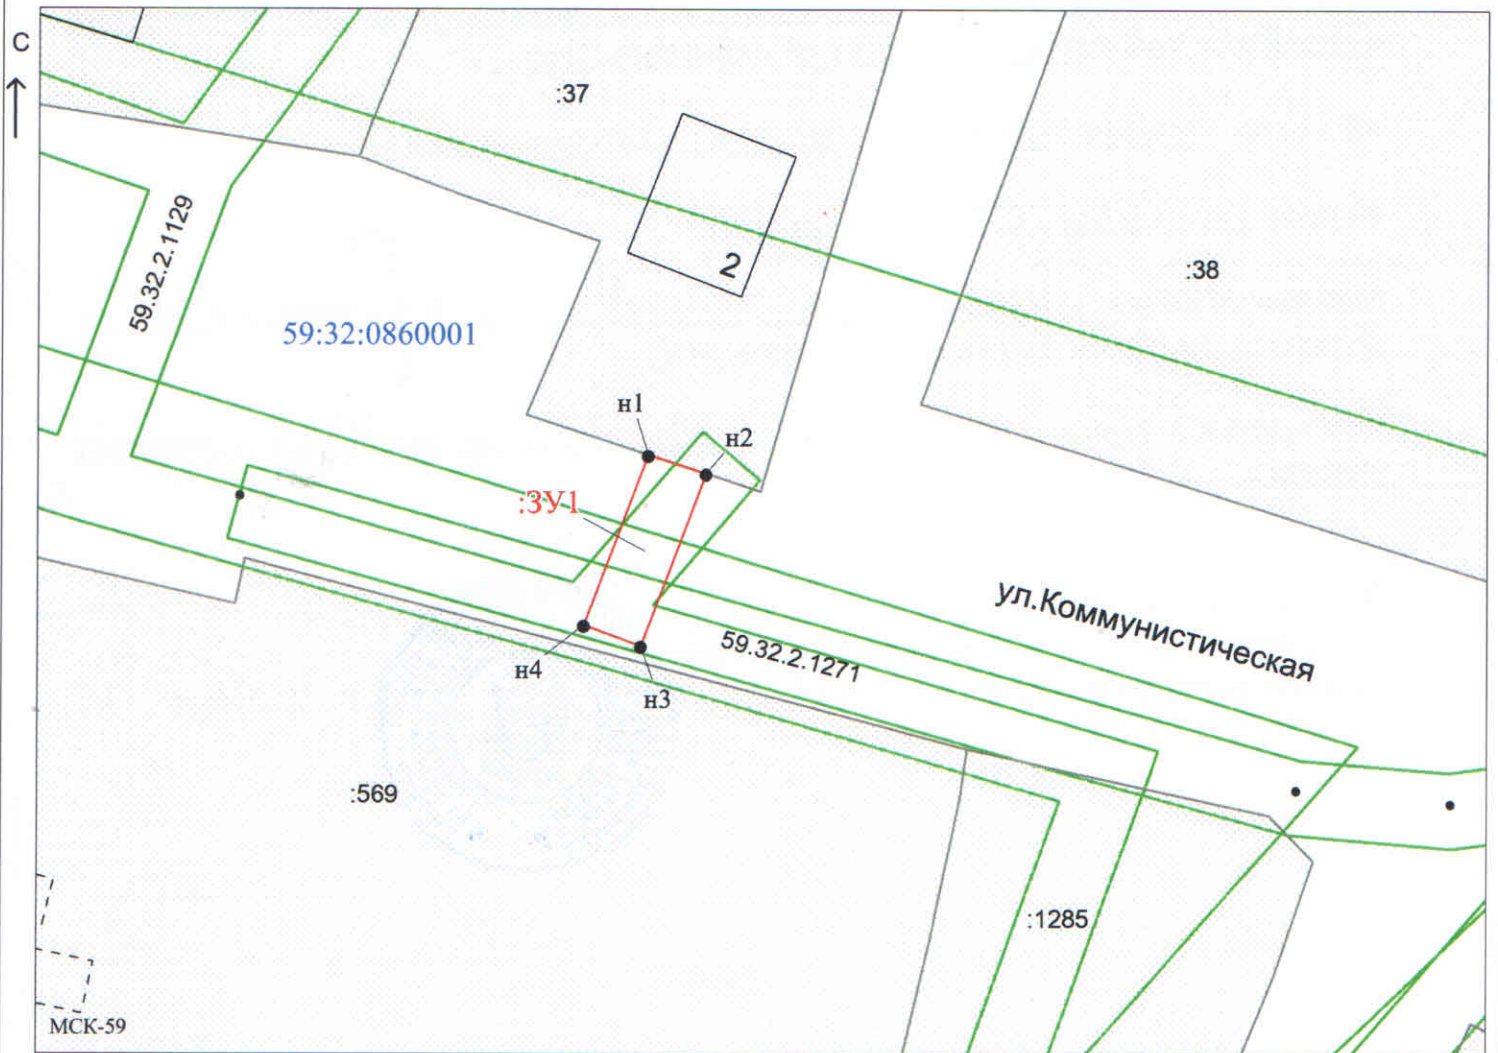 С
:37
2
:38
59.32.2.1129
59:32:0860001
н1
н2
:ЗУ1
ул.Коммунистическая
59.32.2.1271
н4
н3
:569
:1285
МСК-59